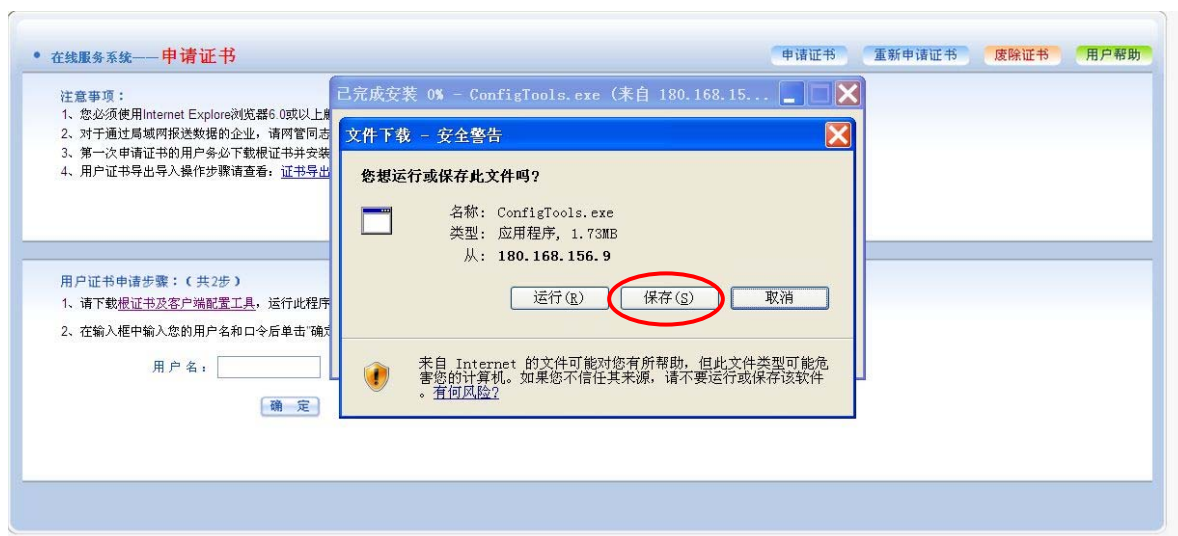 • 在线服务系统——申请证书
申请证书 重新申请证书 废除证书 用户帮助
注意事项：
1、您必须使用Internet Explore浏览器6.0或以上
2、对于通过局域网报送数据的企业，请网管同志
3、第一次申请证书的用户务必下载根证书并安装
4、用户证书导出导入操作步骤请查看：证书导出
用户证书申请步骤：(共2步)
1、请下载根证书及客户端配置工具，运行此程序
2、在输入框中输入您的用户名和口令后单击"确定
用 户 名：
确 定
已完成安装 0% - ConfigTools.exe (来自 180.168.15...
文件下载 - 安全警告
您想运行或保存此文件吗?
名称: ConfigTools.exe
类型: 应用程序, 1.73MB
从: 180.168.156.9
运行(R) 保存(S) 取消
来自 Internet 的文件可能对您有所帮助，但此文件类型可能危
害您的计算机。如果您不信任其来源，请不要运行或保存该软件
。有何风险?